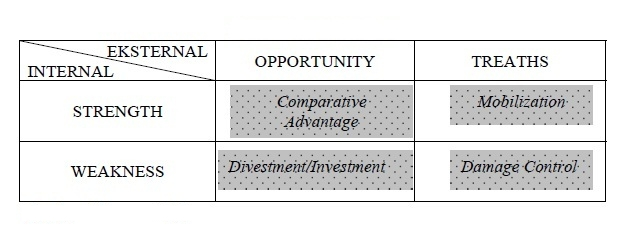 EKSTERNAL
INTERNAL
OPPORTUNITY
TREATHS
STRENGTH
Comparative
Advantage
Mobilization
WEAKNESS
Divestment/Investment
Damage Control